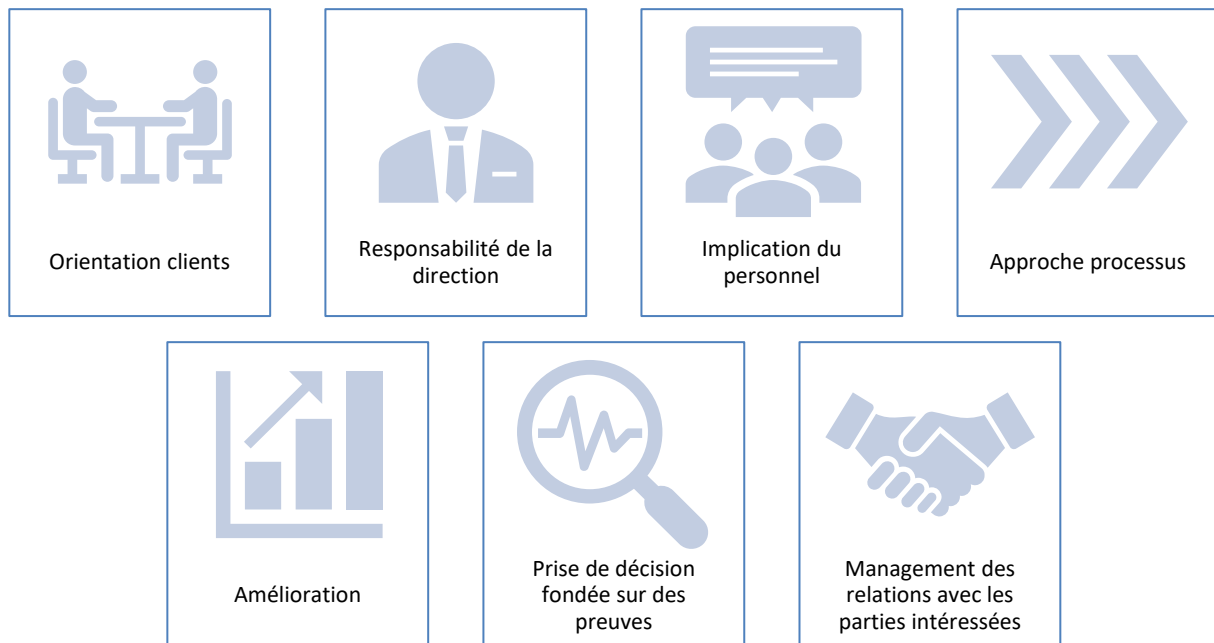 Orientation clients
Responsabilité de la
direction
Implication du
personnel
Approche processus
Amélioration
Prise de décision
fondée sur des
preuves
Management des
relations avec les
parties intéressées